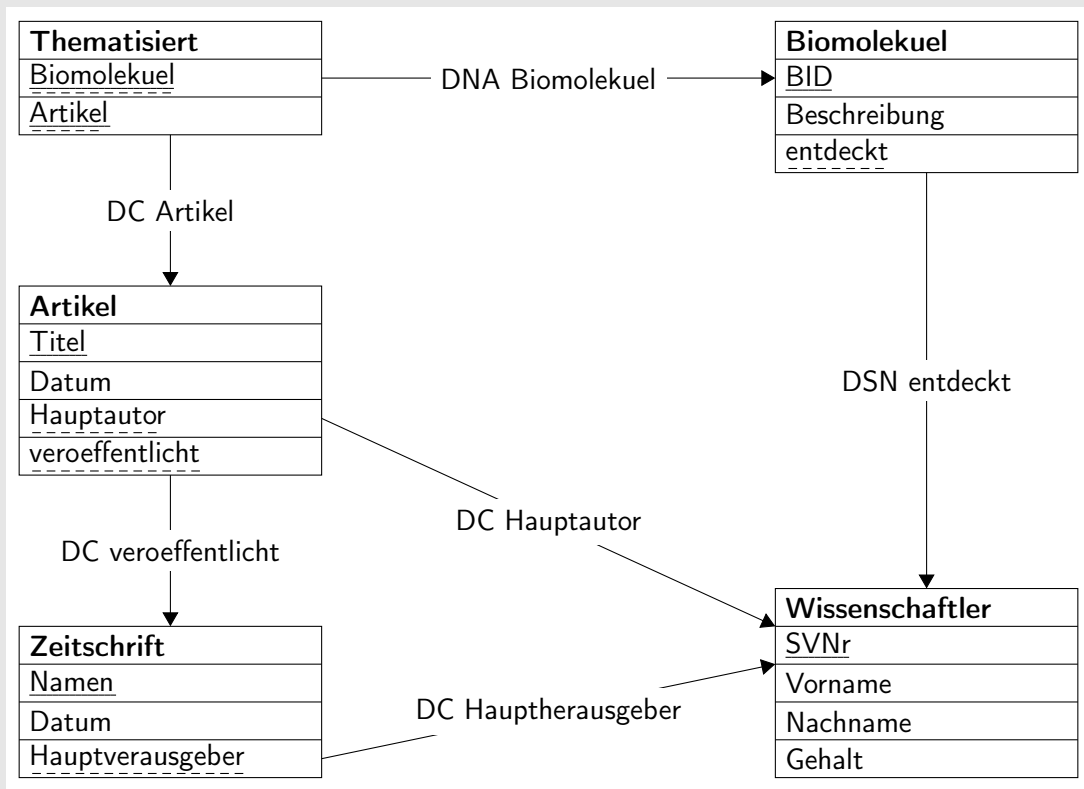 Thematisiert
Biomolekuel
Artikel
DNA Biomolekuel
Biomolekuel
BID
Beschreibung
entdeckt
DC Artikel
Artikel
Titel
Datum
Hauptautor
veroeffentlicht
DSN entdeckt
DC Hauptautor
DC veroeffentlicht
Zeitschrift
Namen
Datum
Hauptverausgeber
DC Hauptherausgeber
Wissenschaftler
SVNr
Vorname
Nachname
Gehalt